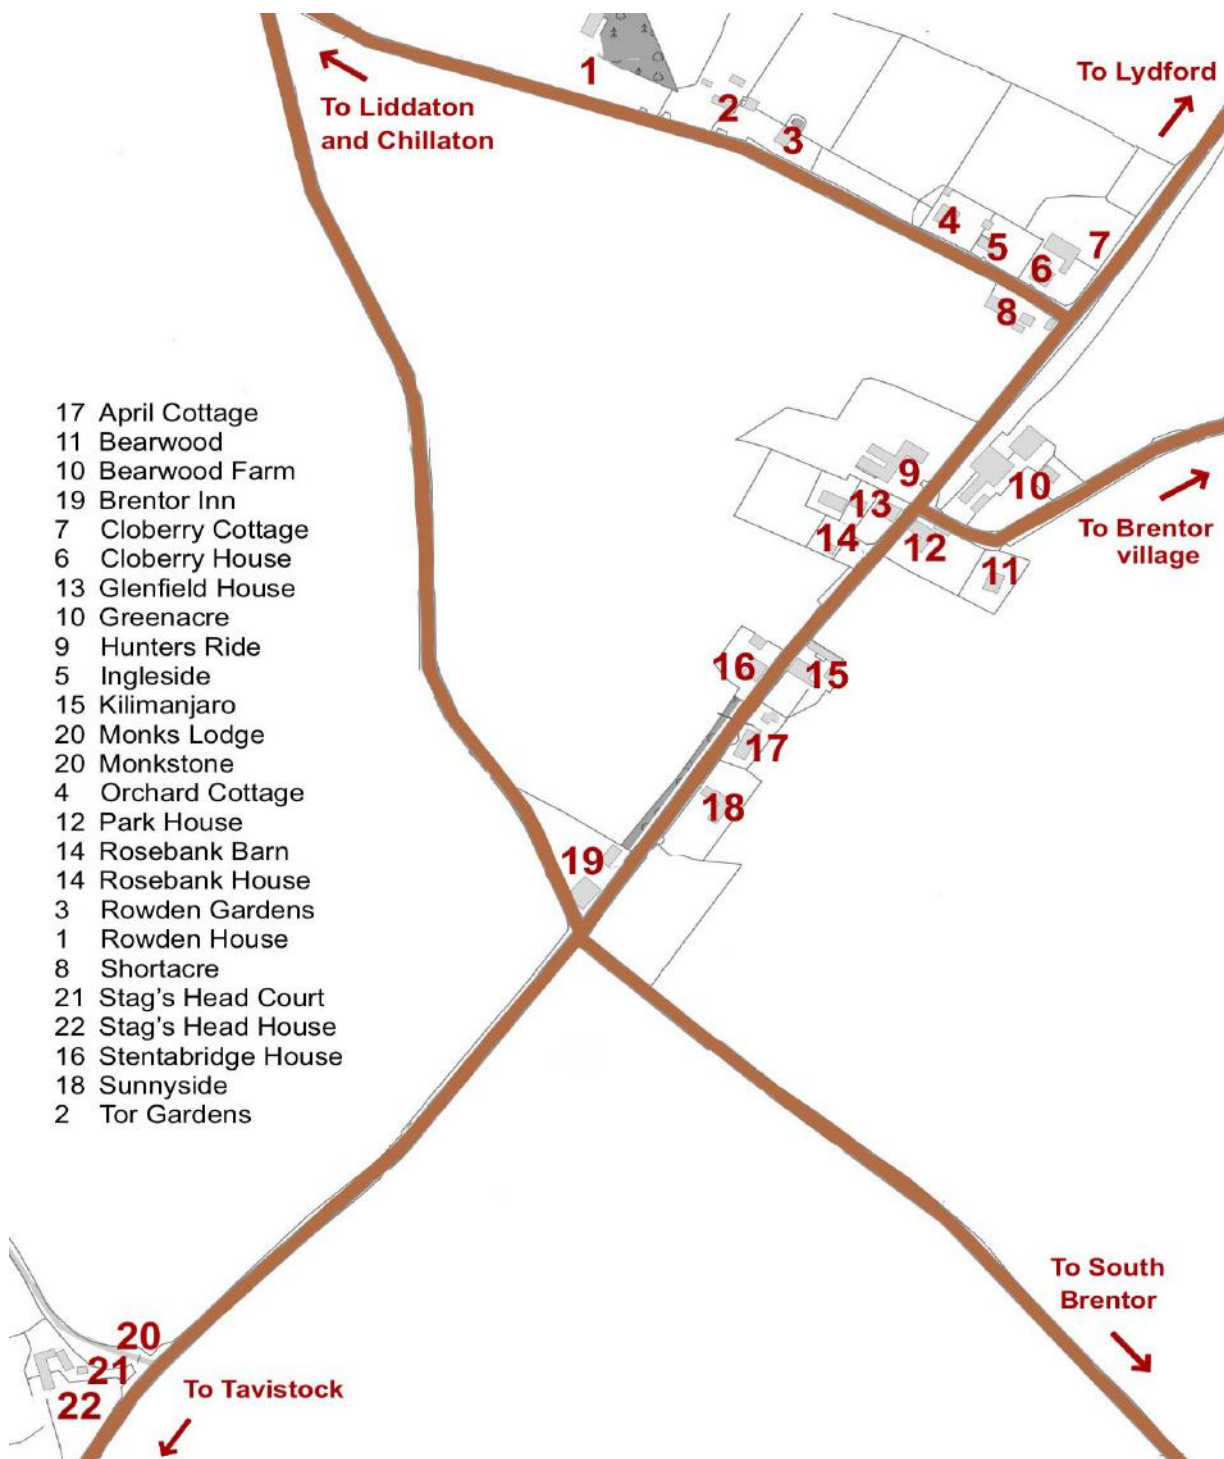 1
To Liddaton
and Chillaton
2
3
To Lydford
4
5
6
7
8
9
10
13
14
12
11
To Brentor
village
16
15
17
18
19
17 April Cottage
11 Bearwood
10 Bearwood Farm
19 Brentor Inn
7 Cloberry Cottage
6 Cloberry House
13 Glenfield House
10 Greenacre
9 Hunters Ride
5 Ingleside
15 Kilimanjaro
20 Monks Lodge
20 Monkstone
4 Orchard Cottage
12 Park House
14 Rosebank Barn
14 Rosebank House
3 Rowden Gardens
1 Rowden House
8 Shortacre
21 Stag's Head Court
22 Stag's Head House
16 Stentabridge House
18 Sunnyside
2 Tor Gardens
To South
Brentor
20
21
22
To Tavistock